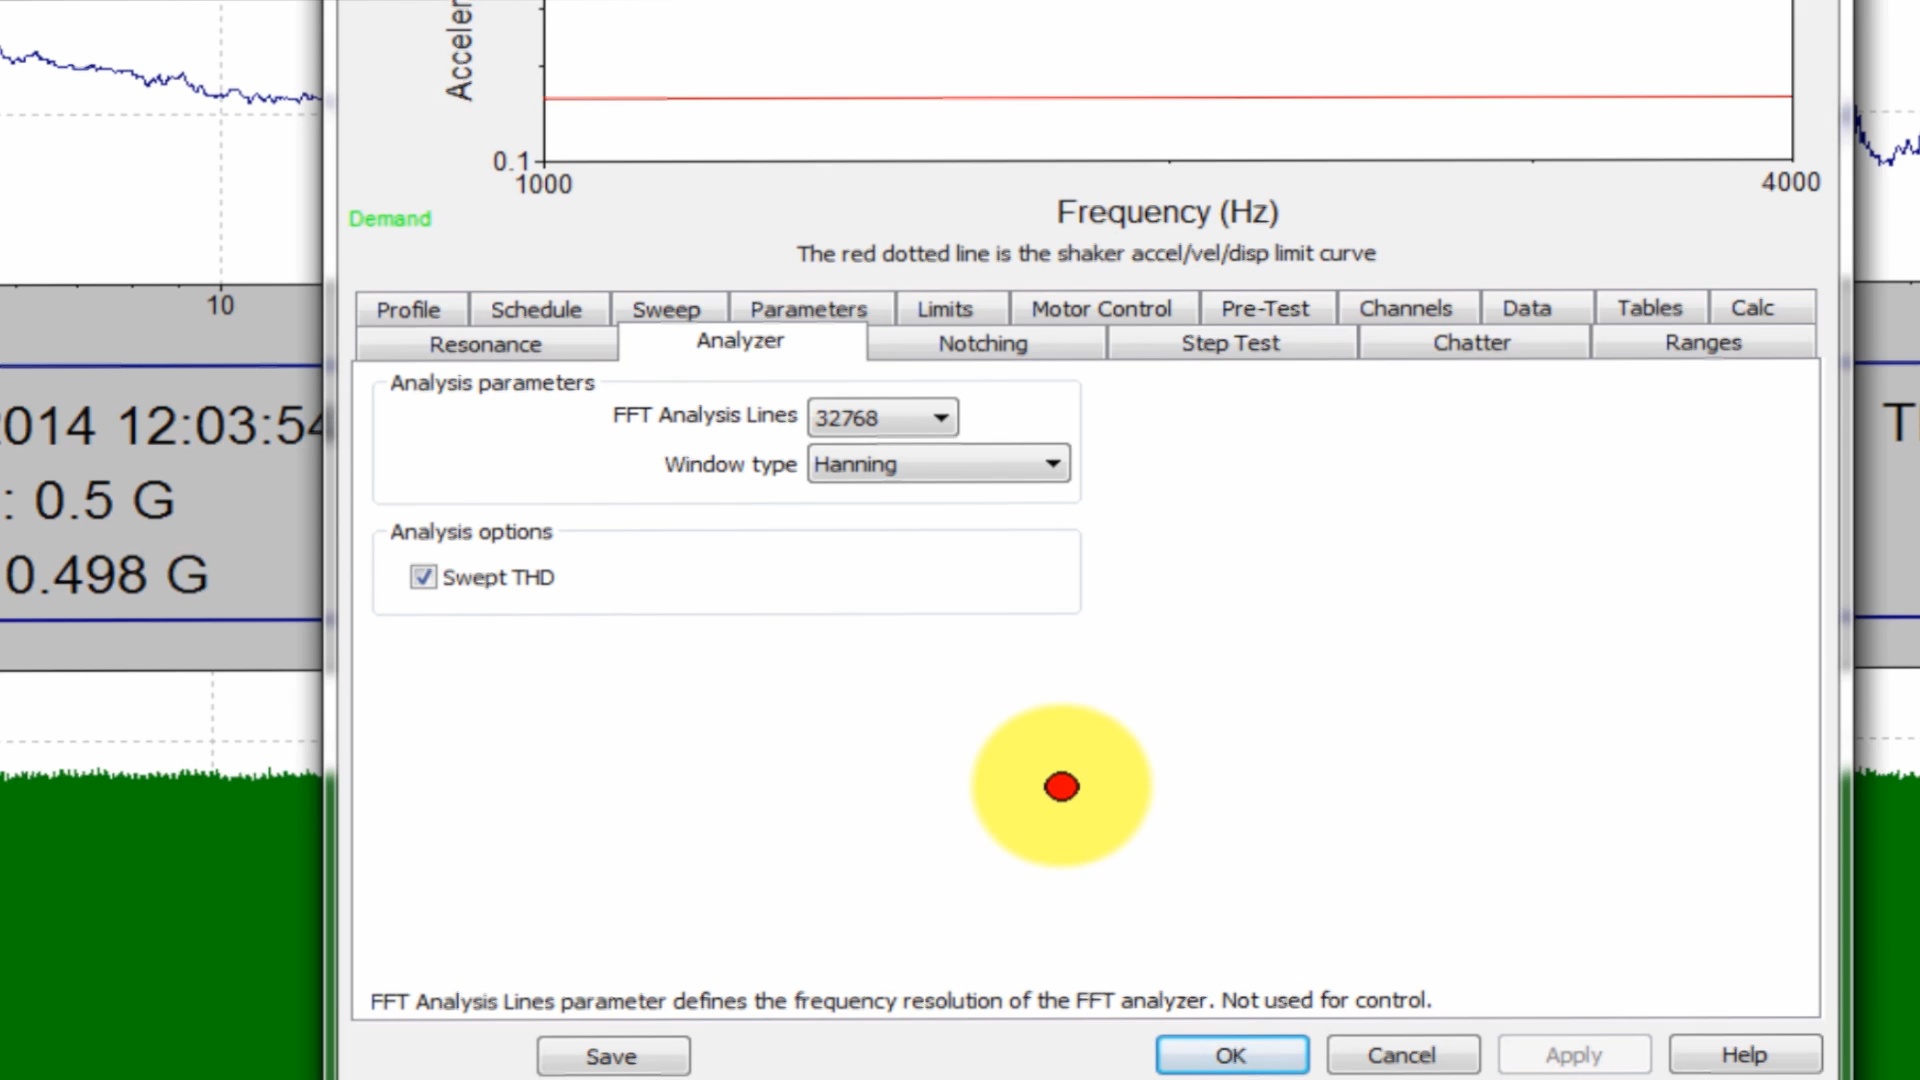 Acceler
0.1
1000
4000
Demand
Frequency (Hz)
The red dotted line is the shaker accel/vel/disp limit curve
10
Profile Schedule Sweep Parameters Limits Motor Control Pre-Test Channels Data Tables Calc
Resonance Analyzer Notching Step Test Chatter Ranges
Analysis parameters
FFT Analysis Lines 32768
Window type Hanning
Analysis options
Swept THD
2014 12:03:54
: 0.5 G
0.498 G
FFT Analysis Lines parameter defines the frequency resolution of the FFT analyzer. Not used for control.
Save OK Cancel Apply Help